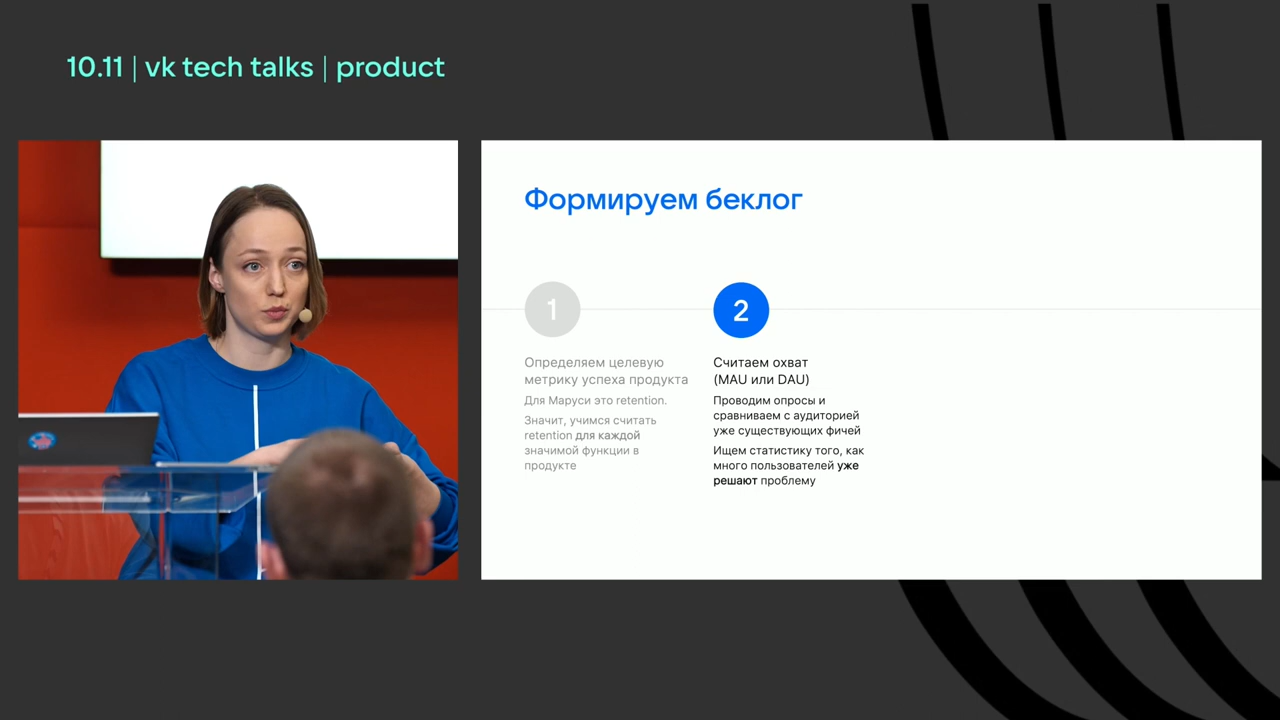 10.11 | vk tech talks | product
Формируем беклог
1
Определяем целевую
метрику успеха продукта
Для Маруси это retention.
Значит, учимся считать
retention для каждой
значимой функции в
продукте
2
Считаем охват
(MAU или DAU)
Проводим опросы и
сравниваем с аудиторией
уже существующих фичей
Ищем статистику того, как
много пользователей уже
решают проблему